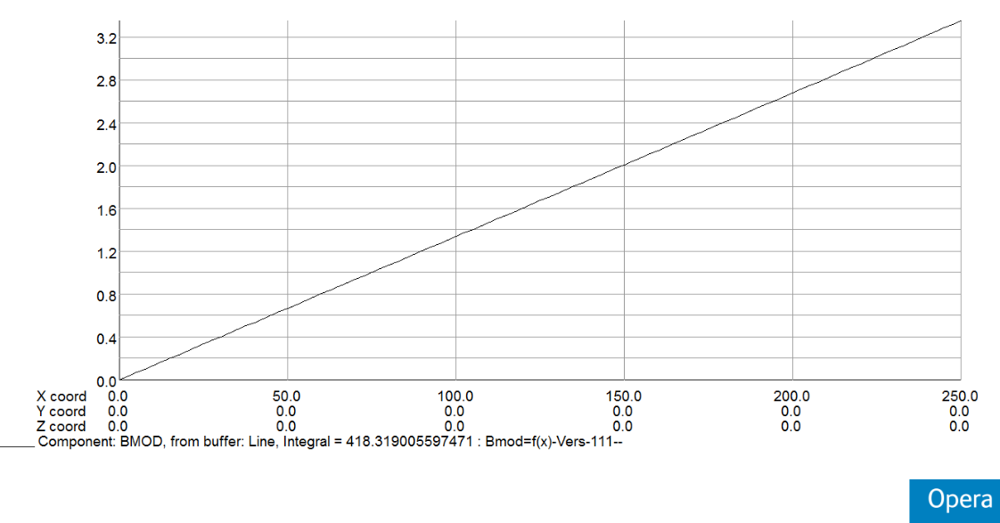 3.2
2.8
2.4
2.0
1.6
1.2
0.8
0.4
0.0
X coord 0.0 50.0 100.0 150.0 200.0 250.0
Y coord 0.0 0.0 0.0 0.0 0.0 0.0
Z coord 0.0 0.0 0.0 0.0 0.0 0.0
Component: BMOD, from buffer: Line, Integral = 418.319005597471 : Bmod=f(x)-Vers-111--
Opera